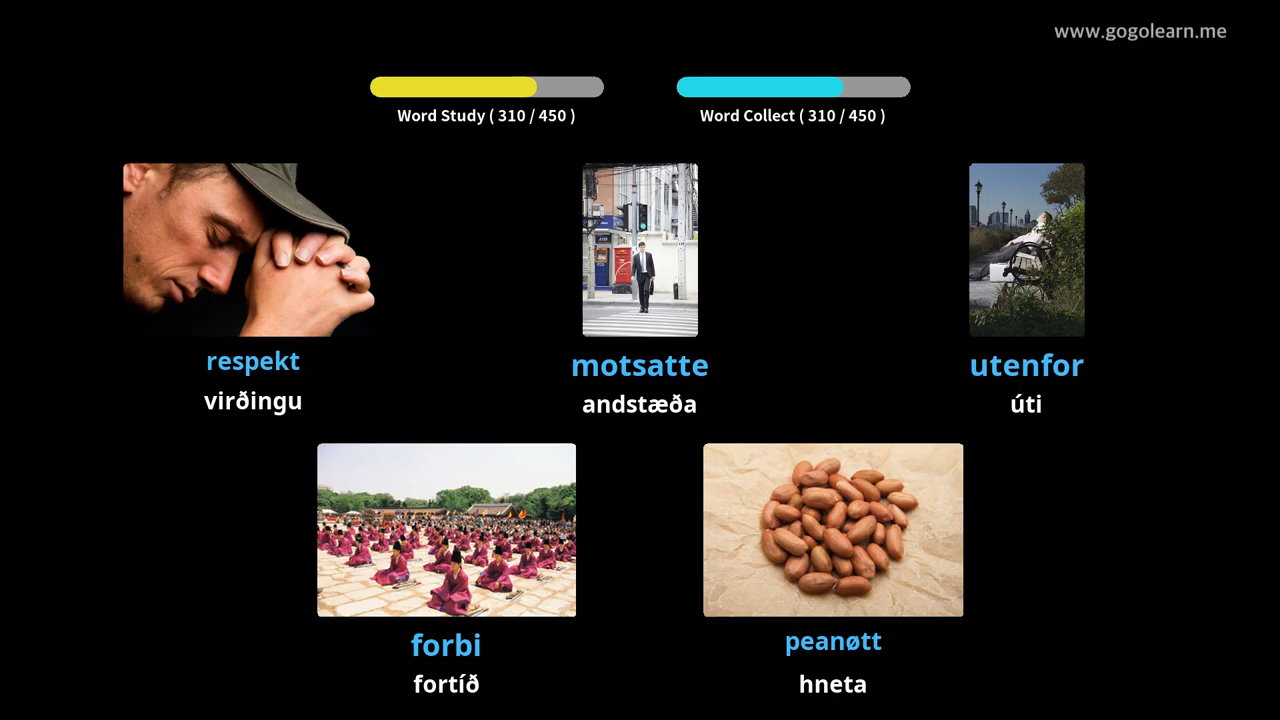 www.gogolearn.me
Word Study ( 310 / 450 )
Word Collect ( 310 / 450 )
respekt
virðingu
motsatte
andstæða
utenfor
úti
forbi
fortíð
peanøtt
hneta